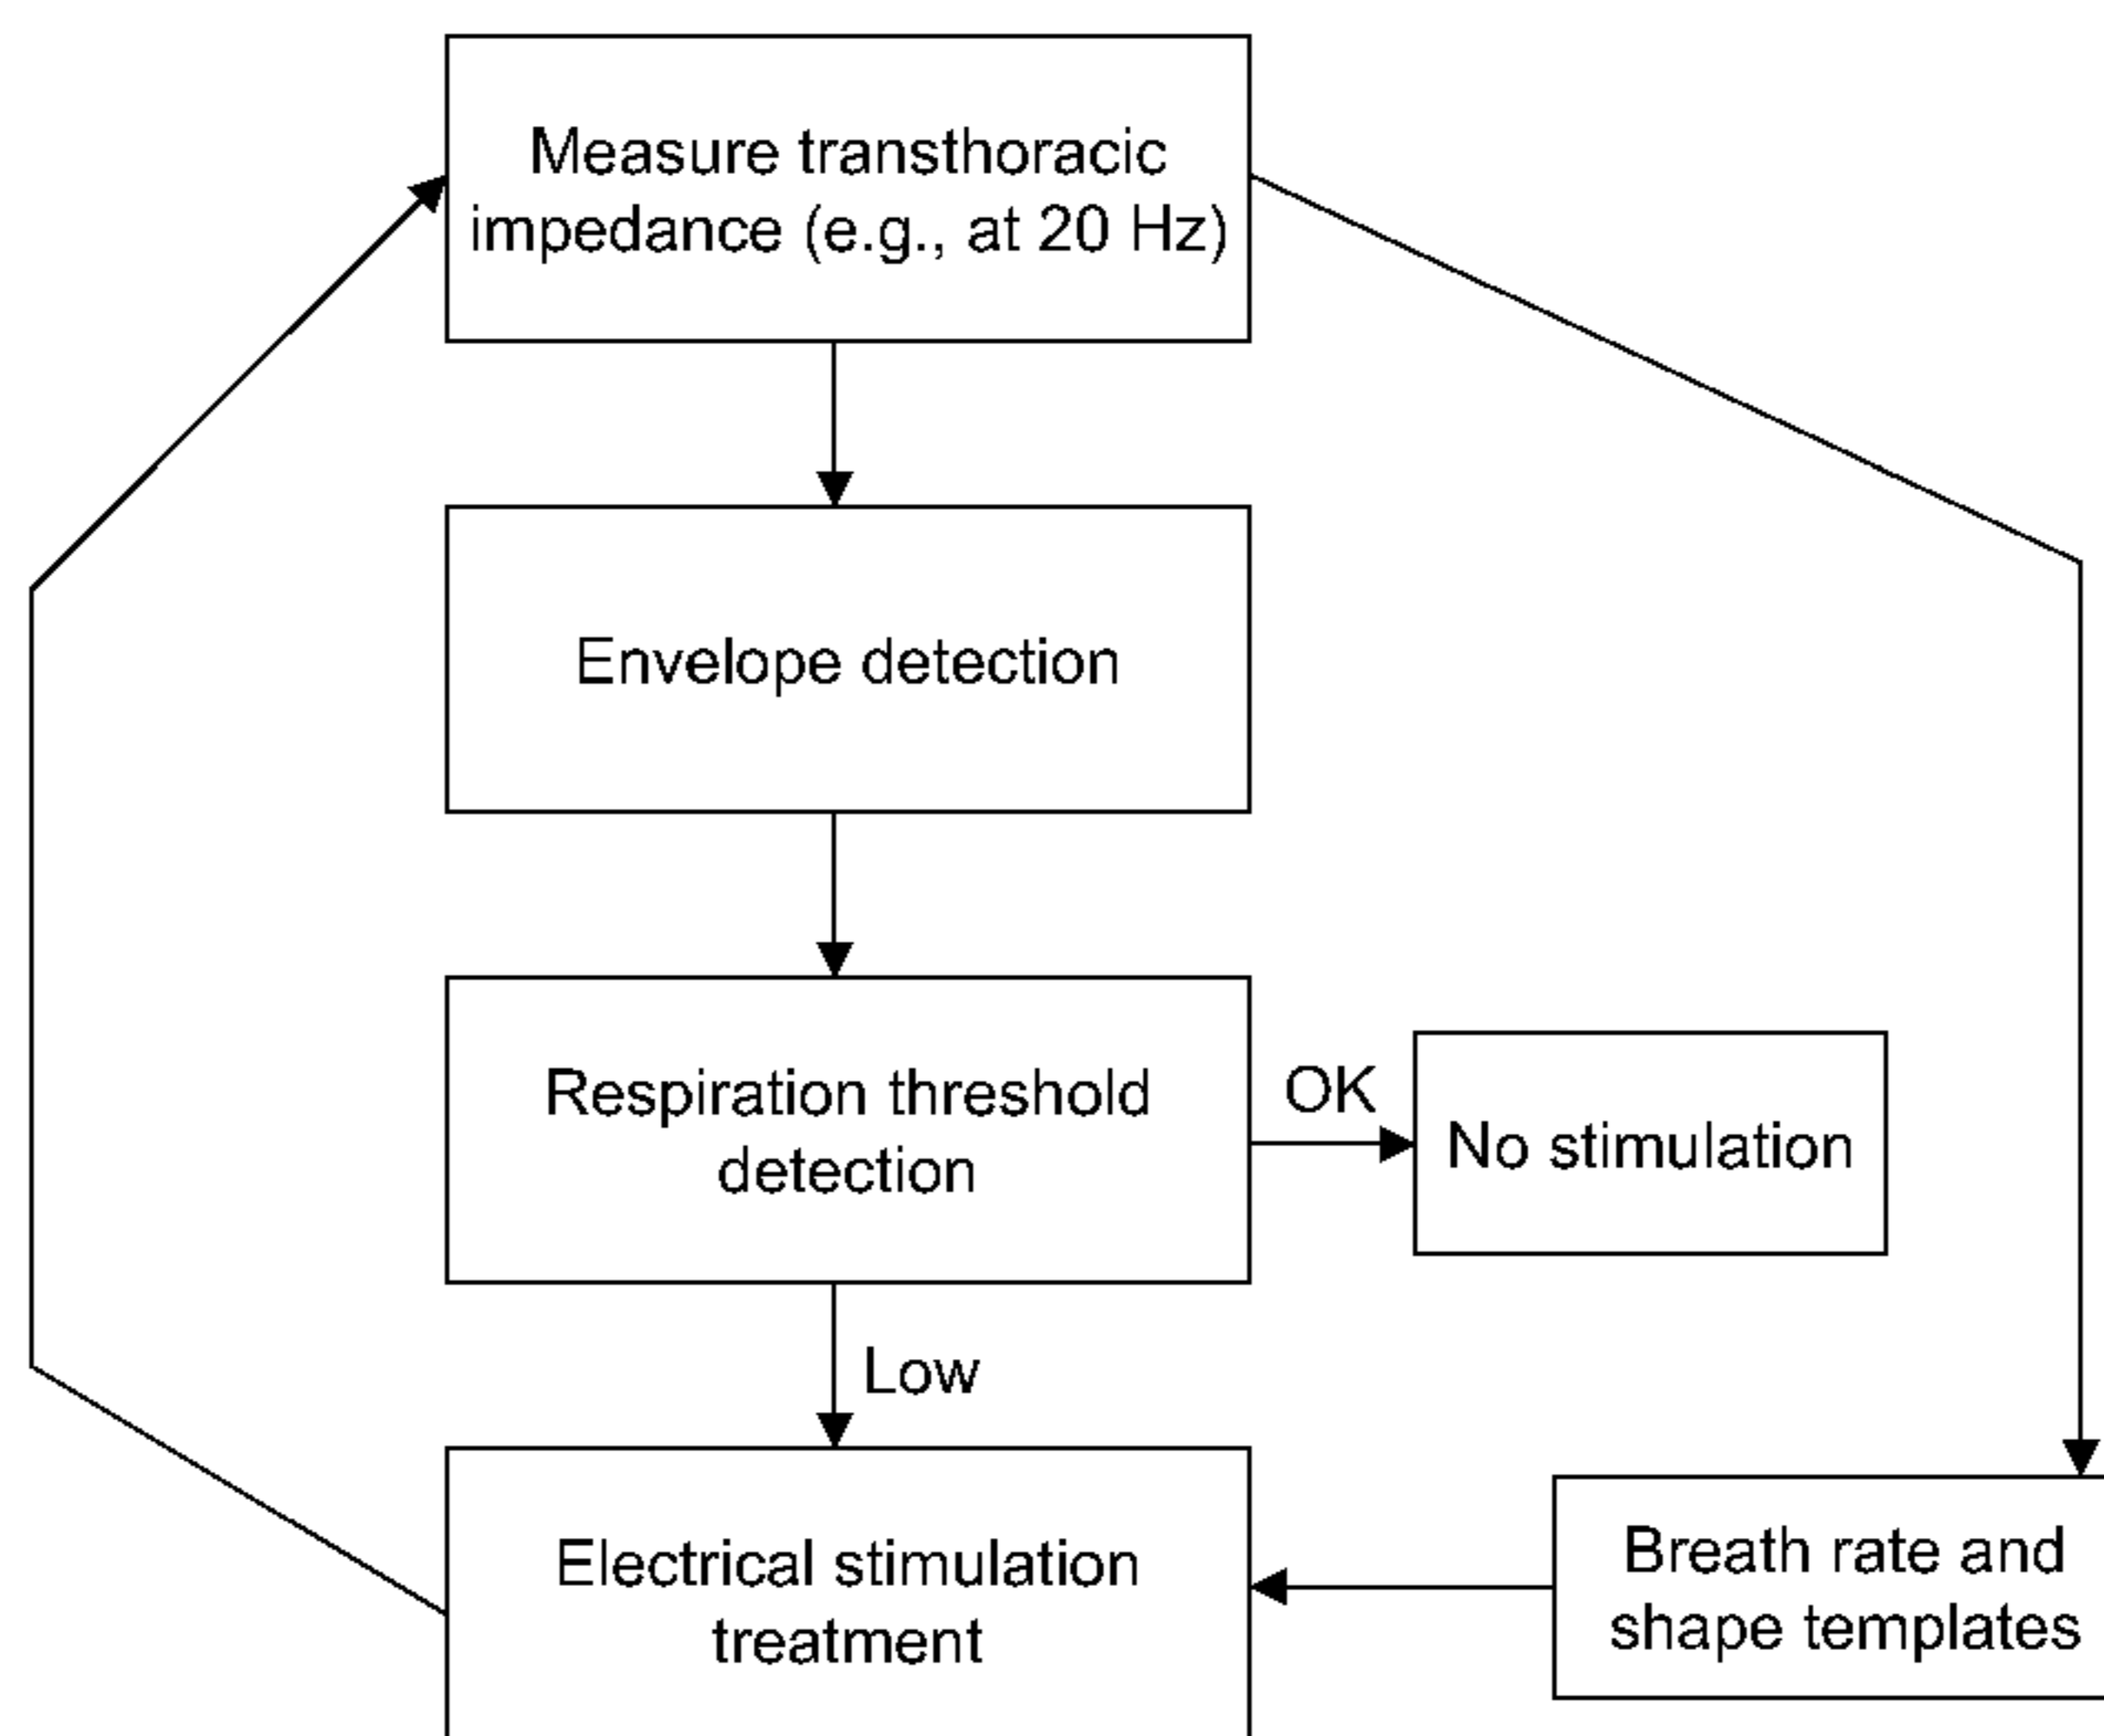 Measure transthoracic
impedance (e.g., at 20 Hz)
Envelope detection
Respiration threshold
detection
OK
No stimulation
Low
Electrical stimulation
treatment
Breath rate and
shape templates